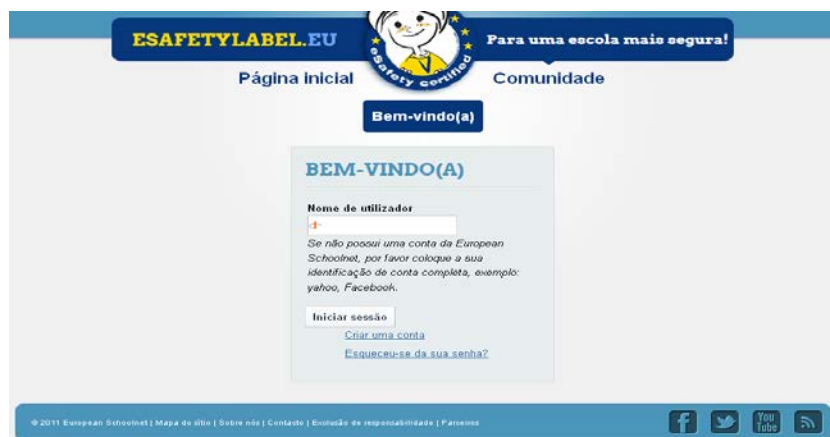 ESAFETYLABEL.EU
eSafety certified
Para uma escola mais segura!
Página inicial
Comunidade
Bem-vindo(a)
BEM-VINDO(A)
Nome de utilizador
Se não possui uma conta da European
Schoolnet, por favor coloque a sua
identificação de conta completa, exemplo:
yahoo, Facebook.
Iniciar sessão
Criar uma conta
Esqueceu-se da sua senha?
© 2011 European Schoolnet | Mapa do sítio | Sobre nós | Contacto | Exclusão de responsabilidade | Parceiros
You
Tube